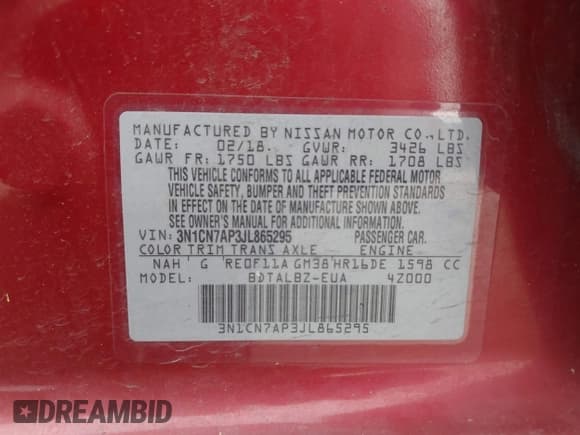 MANUFACTURED BY NISSAN MOTOR CO.,LTD.
DATE: 02/18. GVWR: 3426 LBS
GAWR FR: 1750 LBS GAWR RR: 1708 LBS
THIS VEHICLE CONFORMS TO ALL APPLICABLE FEDERAL MOTOR
VEHICLE SAFETY, BUMPER AND THEFT PREVENTION STANDARDS
IN EFFECT ON THE DATE OF MANUFACTURE SHOWN ABOVE.
SEE OWNER'S MANUAL FOR ADDITIONAL INFORMATION.
VIN: 3N1CN7AP3JL865295 PASSENGER CAR.
COLOR TRIM TRANS AXLE ENGINE
NAH G RE0F11A GM38 HR16DE 1598 CC
MODEL: BDTALBZ-EUA 4Z000
3N1CN7AP3JL865295
DREAMBID